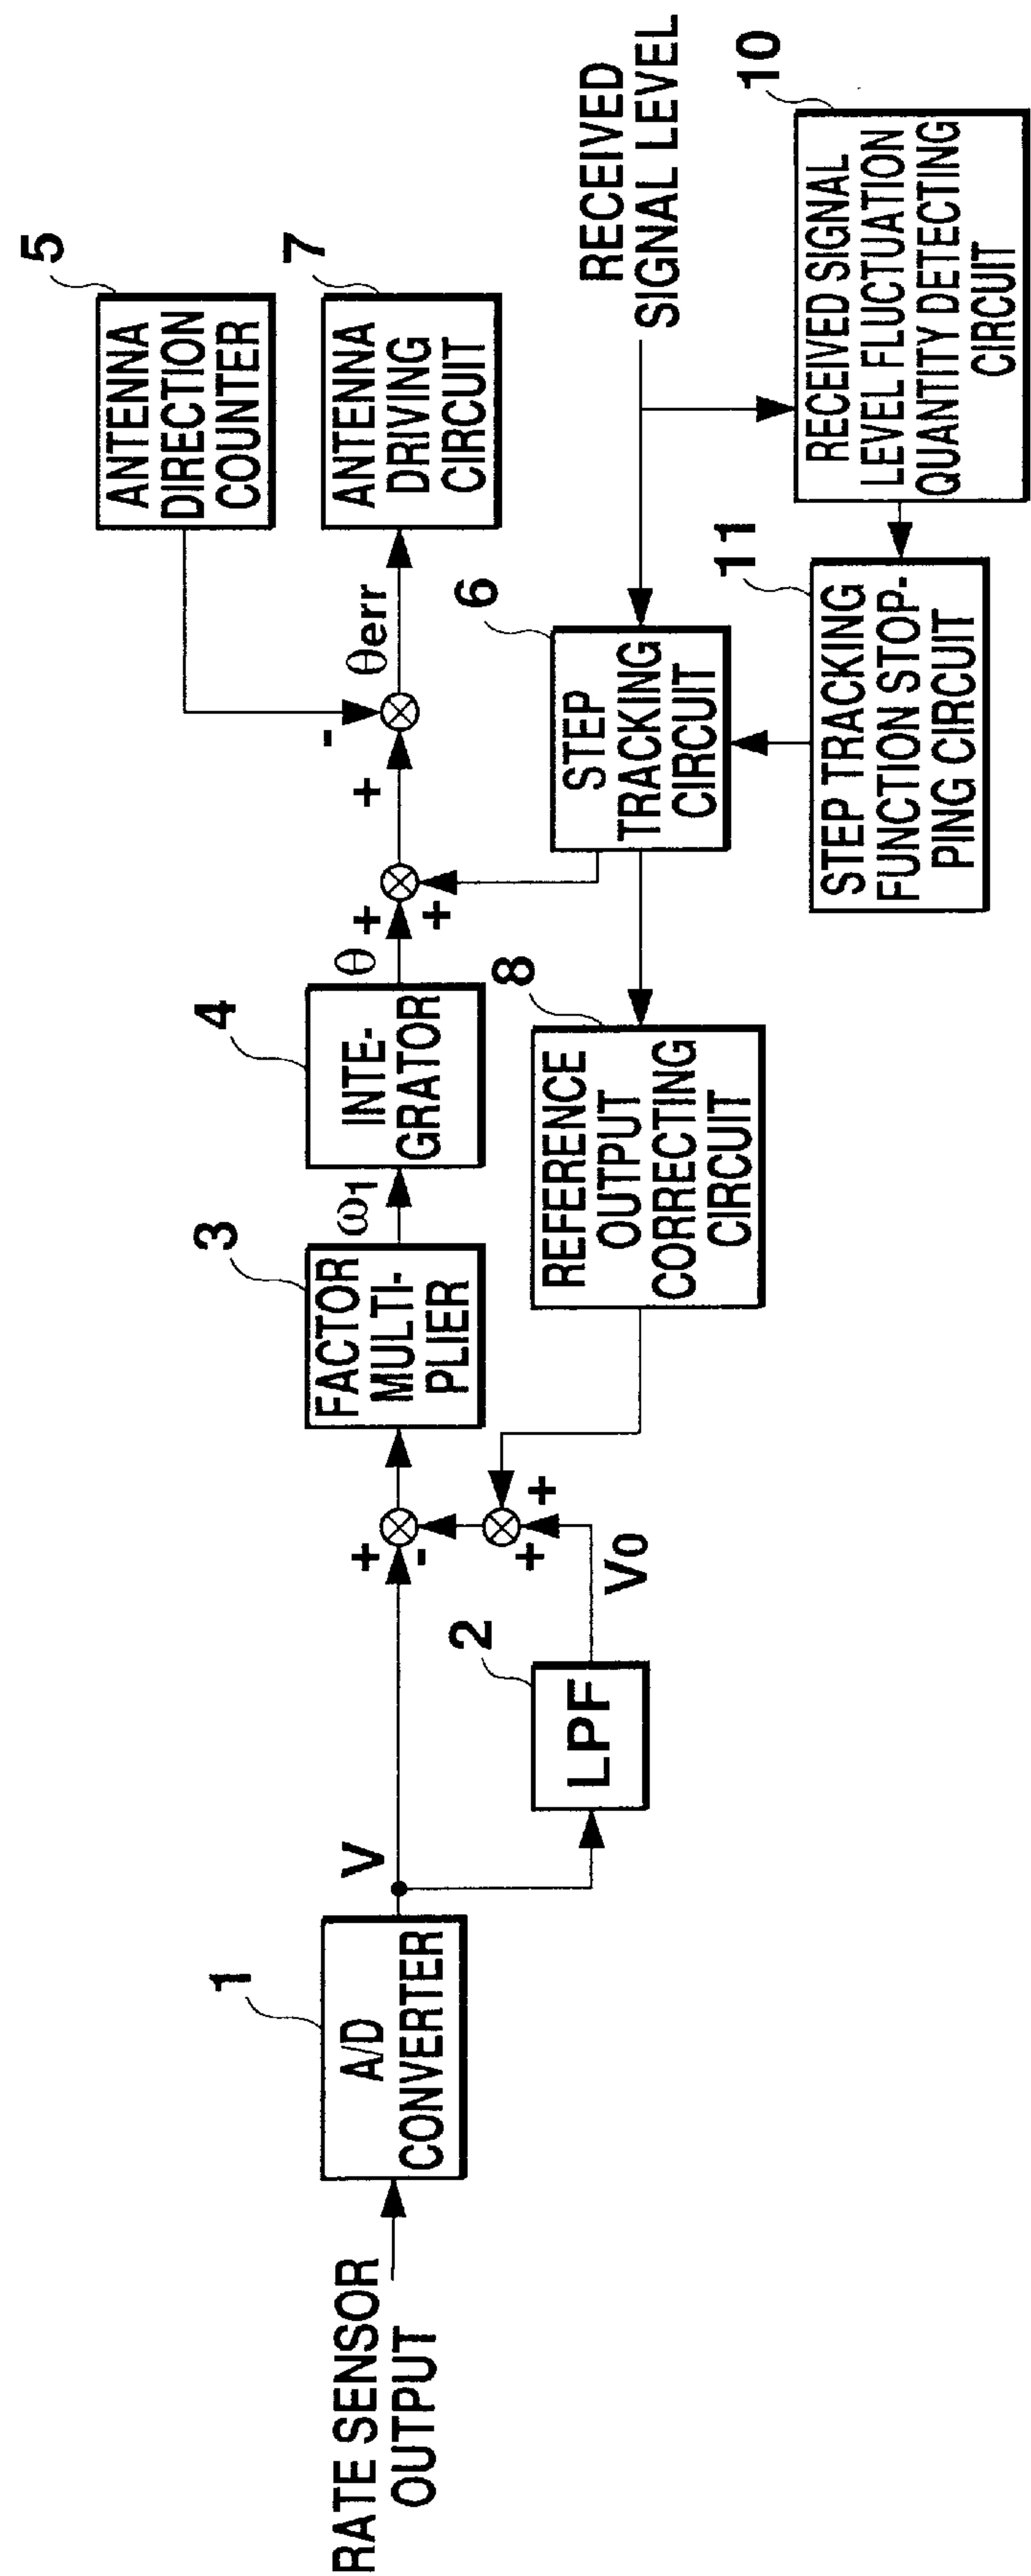 RATE SENSOR
OUTPUT
1
A/D
CONVERTER
V
2
LPF
V0
+
-
+
+
3
FACTOR
MULTI-
PLIER
ω1
4
INTE-
GRATOR
θ
+
+
+
-
θerr
5
ANTENNA
DIRECTION
COUNTER
7
ANTENNA
DRIVING
CIRCUIT
8
REFERENCE
OUTPUT
CORRECTING
CIRCUIT
6
STEP
TRACKING
CIRCUIT
RECEIVED
SIGNAL LEVEL
11
STEP TRACKING
FUNCTION STOP-
PING CIRCUIT
10
RECEIVED SIGNAL
LEVEL FLUCTUATION
QUANTITY DETECTING
CIRCUIT